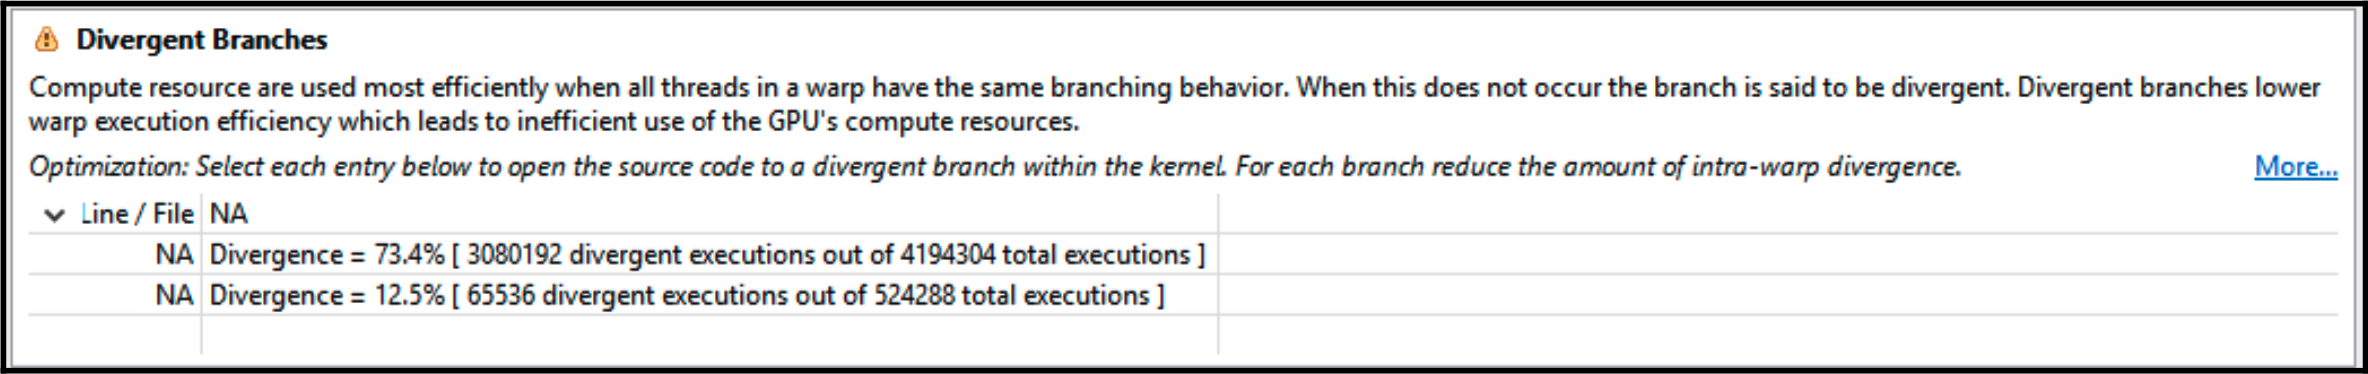 Divergent Branches
Compute resource are used most efficiently when all threads in a warp have the same branching behavior. When this does not occur the branch is said to be divergent. Divergent branches lower
warp execution efficiency which leads to inefficient use of the GPU's compute resources.
Optimization: Select each entry below to open the source code to a divergent branch within the kernel. For each branch reduce the amount of intra-warp divergence. More...
Line / File NA
NA Divergence = 73.4% [ 3080192 divergent executions out of 4194304 total executions ]
NA Divergence = 12.5% [ 65536 divergent executions out of 524288 total executions ]